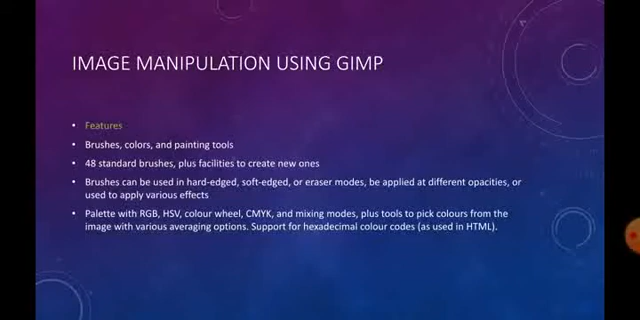 IMAGE MANIPULATION USING GIMP
• Features
• Brushes, colors, and painting tools
• 48 standard brushes, plus facilities to create new ones
• Brushes can be used in hard-edged, soft-edged, or eraser modes, be applied at different opacities, or
used to apply various effects
• Palette with RGB, HSV, colour wheel, CMYK, and mixing modes, plus tools to pick colours from the
image with various averaging options. Support for hexadecimal colour codes (as used in HTML).